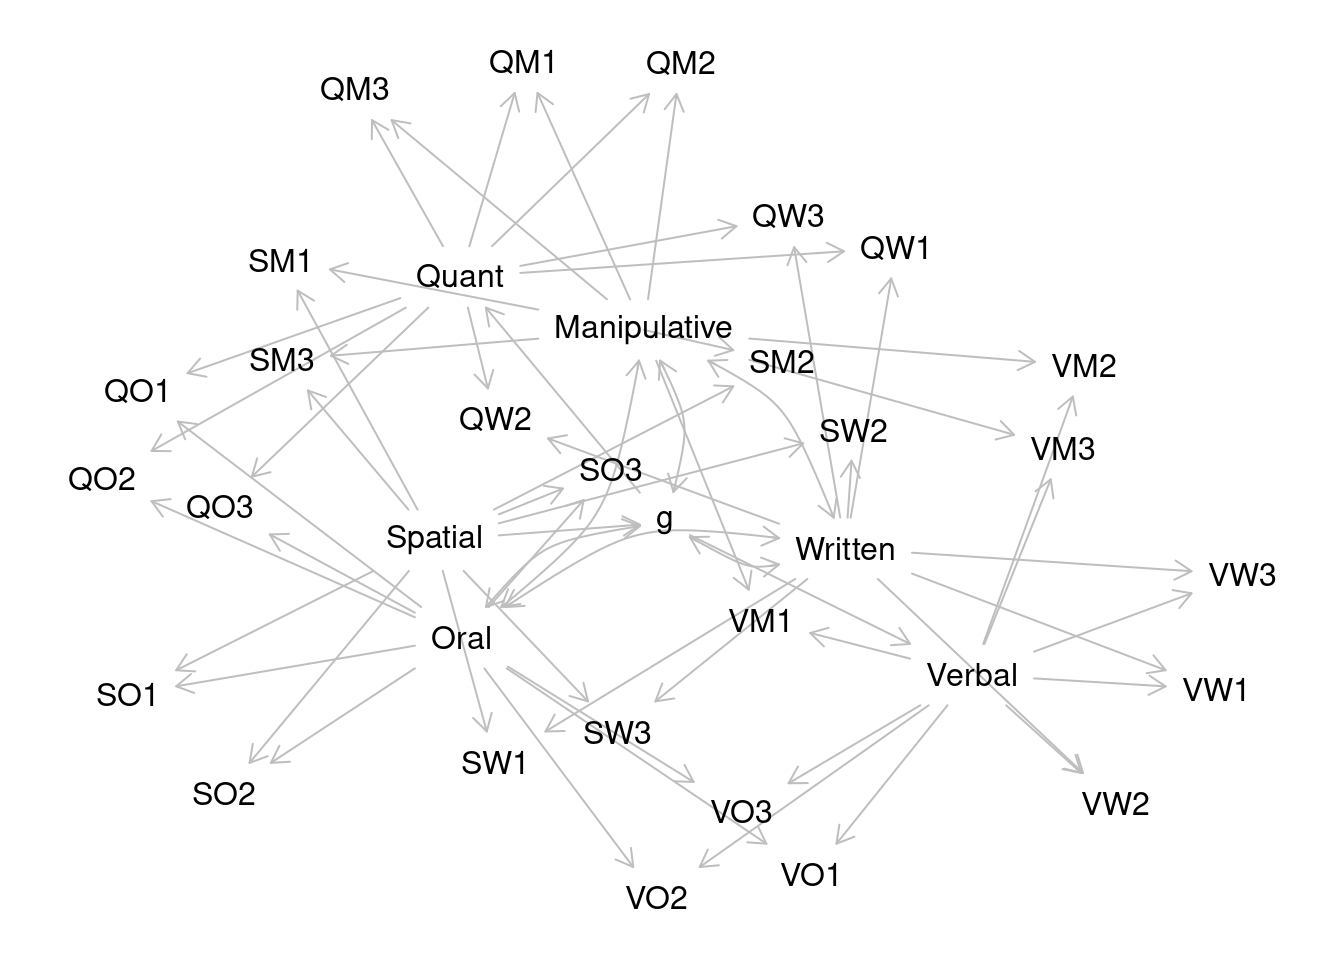 QM1
QM2
QM3
QW3
QW1
SM1
Quant
Manipulative
SM3
SM2
VM2
QO1
QW2
SW2
VM3
SO3
QO2
QO3
g
Spatial
Written
VW3
VM1
Oral
Verbal
VW1
SO1
SW3
SW1
SO2
VO3
VW2
VO1
VO2